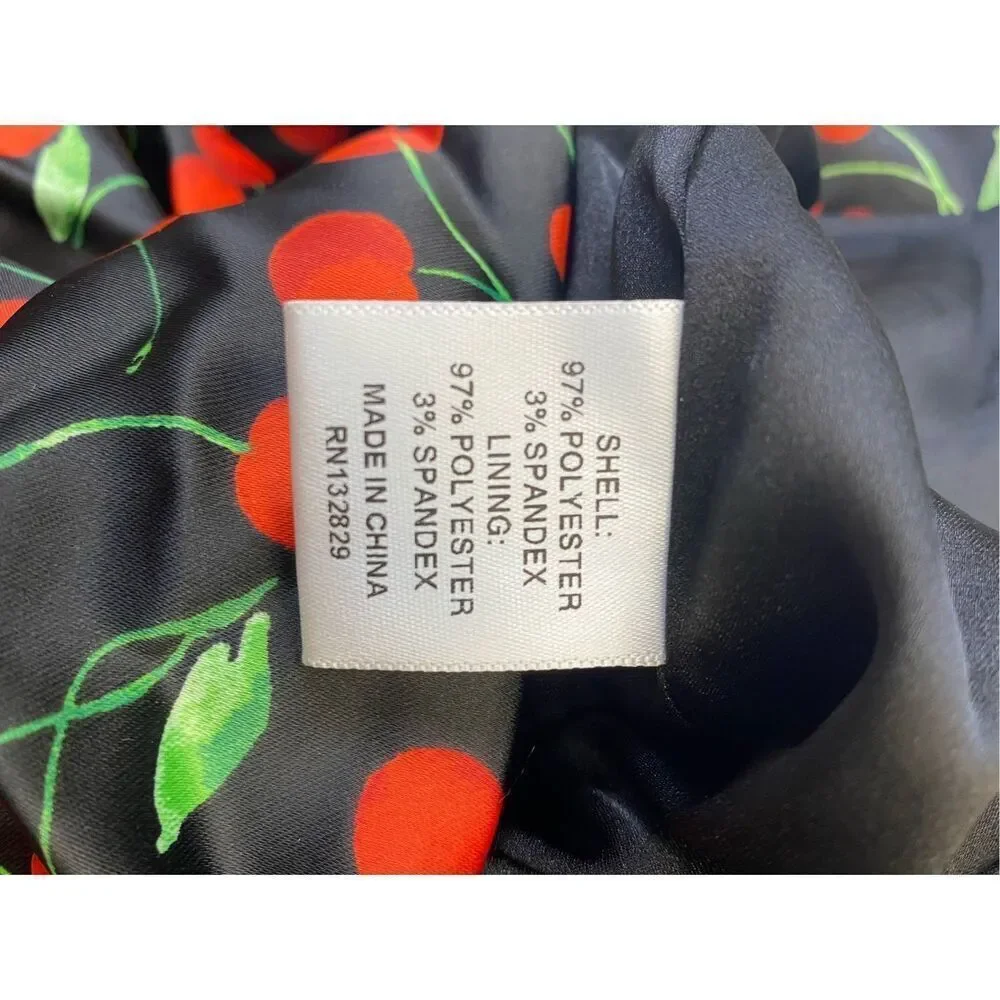 SHELL:
97% POLYESTER
3% SPANDEX
LINING:
97% POLYESTER
3% SPANDEX
MADE IN CHINA
RN132829